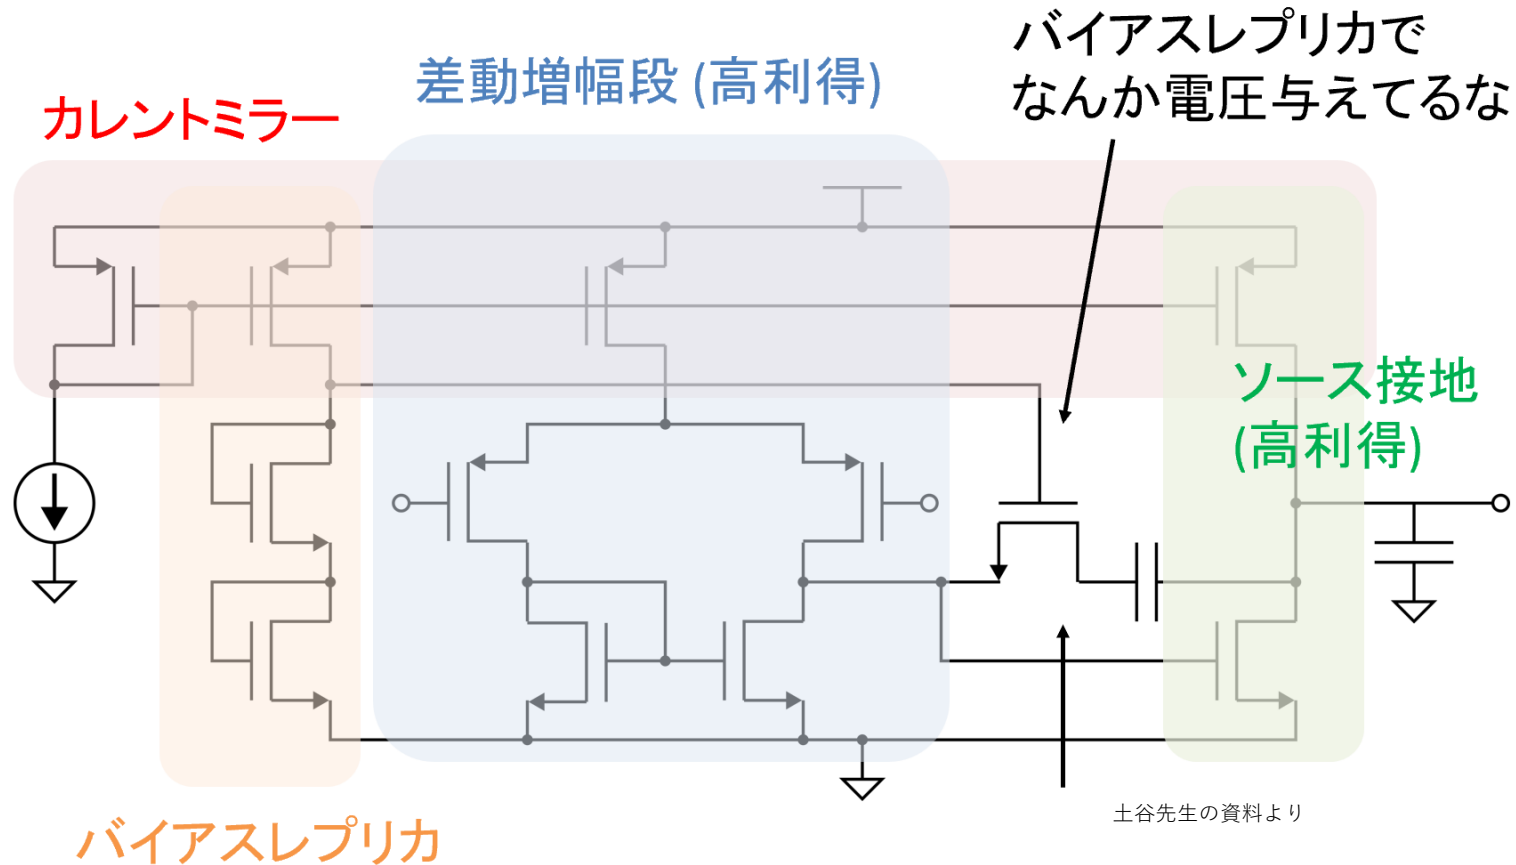 バイアスレプリカで
なんか電圧与えてるな
差動増幅段 (高利得)
カレントミラー
ソース接地
(高利得)
土谷先生の資料より
バイアスレプリカ